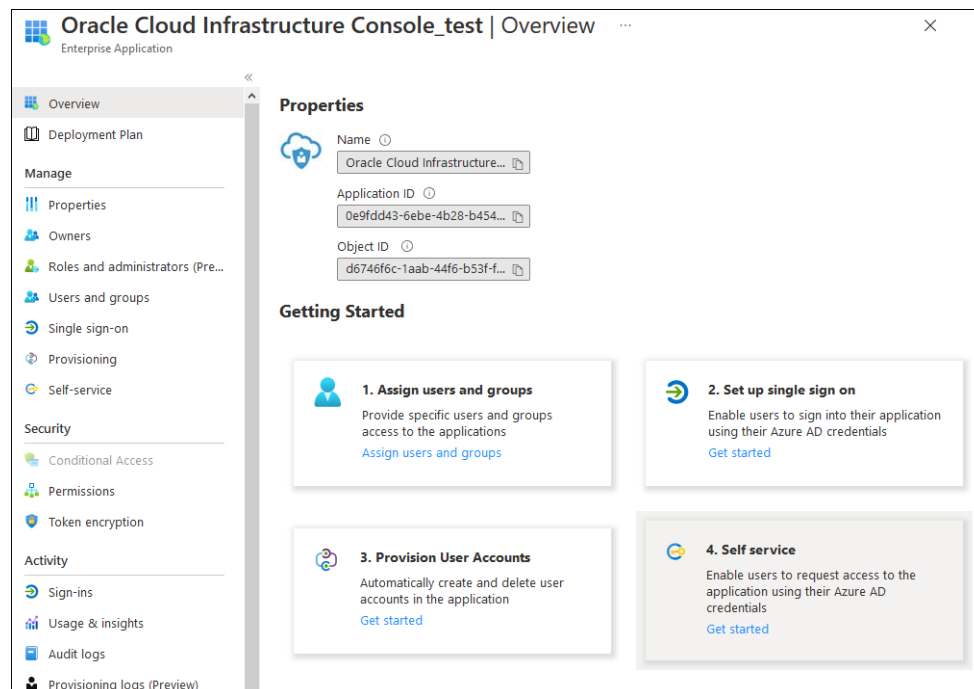 Oracle Cloud Infrastructure Console_test | Overview ...
Enterprise Application
«
Overview
Deployment Plan
Manage
Properties
Owners
Roles and administrators (Pre...
Users and groups
Single sign-on
Provisioning
Self-service
Security
Conditional Access
Permissions
Token encryption
Activity
Sign-ins
Usage & insights
Audit logs
Provisioning logs (Preview)
Properties
Name
Oracle Cloud Infrastructure...
Application ID
0e9fdd43-6ebe-4b28-b454...
Object ID
d6746f6c-1aab-44f6-b53f-f...
Getting Started
1. Assign users and groups
Provide specific users and groups
access to the applications
Assign users and groups
2. Set up single sign on
Enable users to sign into their application
using their Azure AD credentials
Get started
3. Provision User Accounts
Automatically create and delete user
accounts in the application
Get started
4. Self service
Enable users to request access to the
application using their Azure AD
credentials
Get started